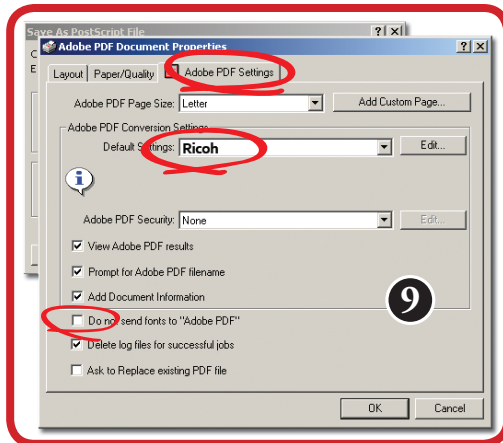 Save As PostScript File
Adobe PDF Document Properties
Layout Paper/Quality Adobe PDF Settings
Adobe PDF Page Size: Letter Add Custom Page...
Adobe PDF Conversion Settings
Default Settings: Ricoh Edit...
Adobe PDF Security: None Edit...
View Adobe PDF results
Prompt for Adobe PDF filename
Add Document Information
9
Do not send fonts to "Adobe PDF"
Delete log files for successful jobs
Ask to Replace existing PDF file
OK Cancel